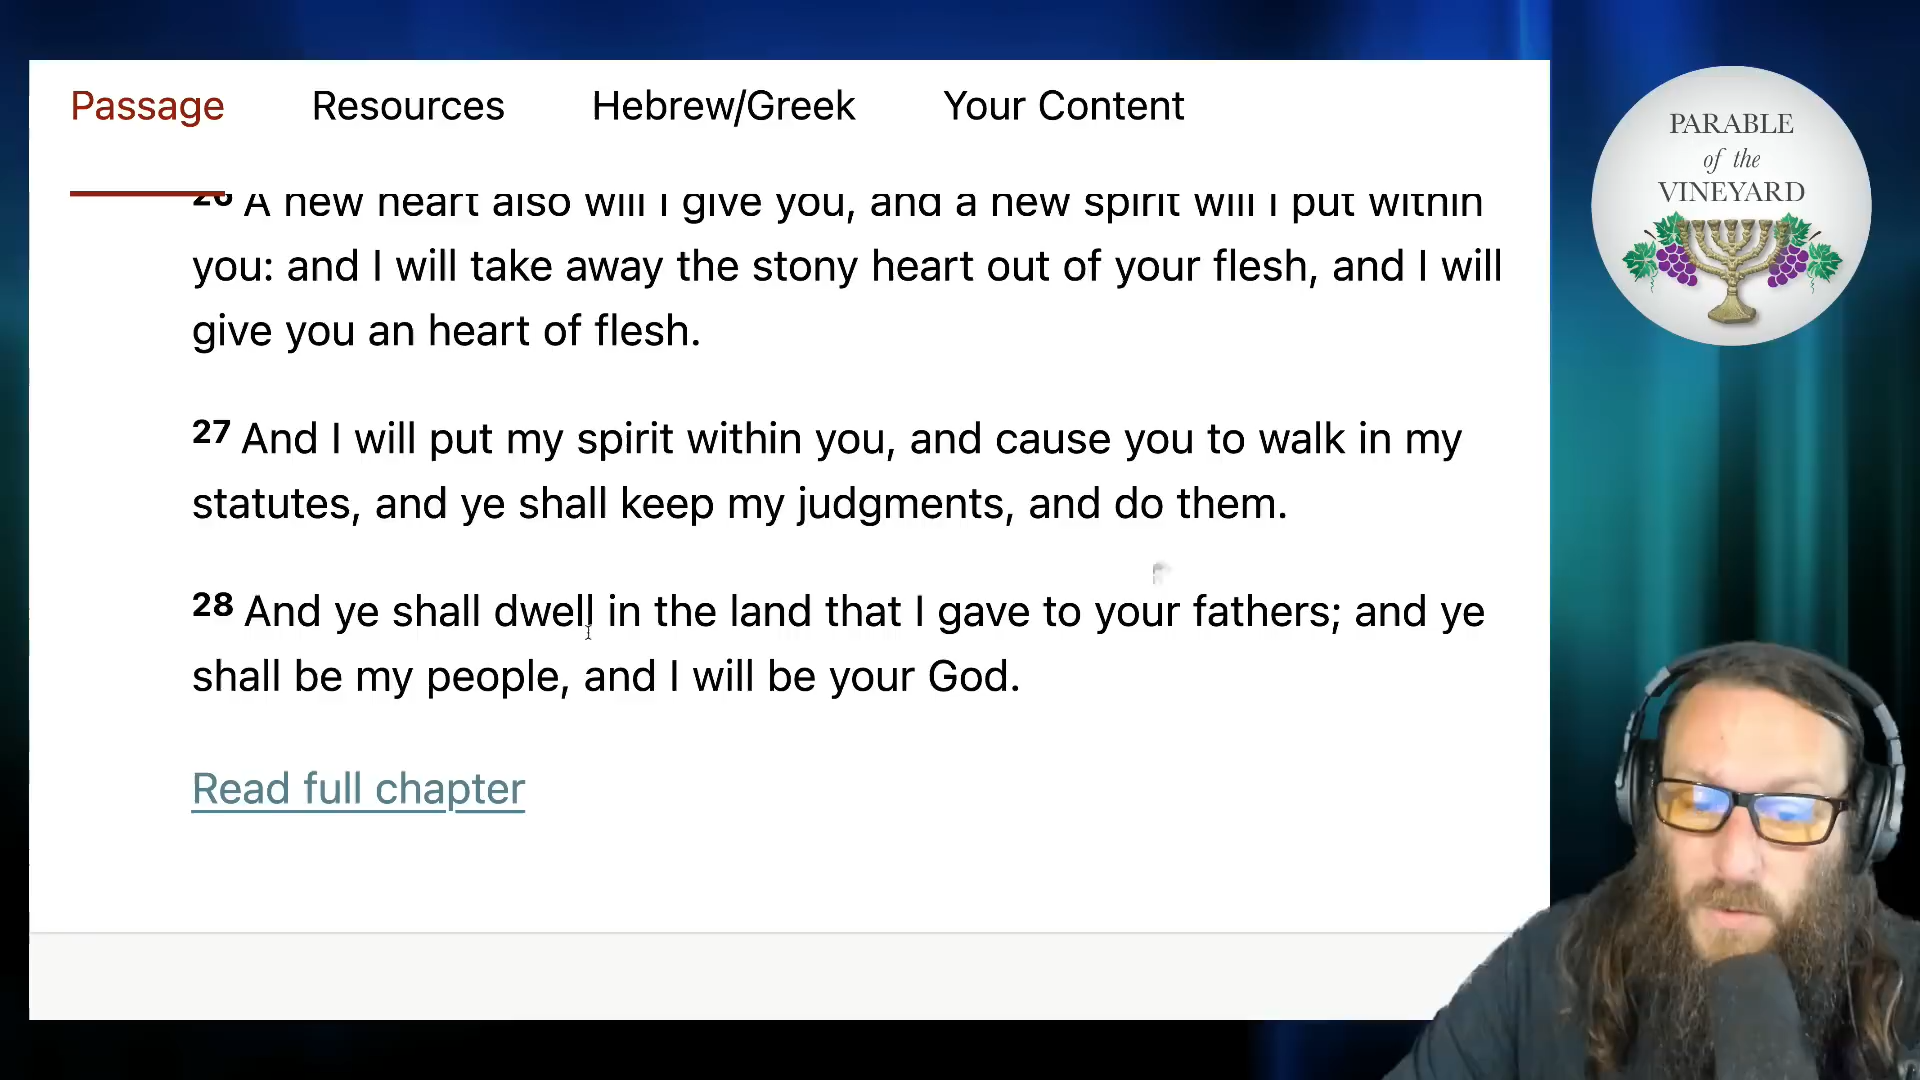 Passage
Resources
Hebrew/Greek
Your Content
26 A new heart also will I give you, and a new spirit will I put within
you: and I will take away the stony heart out of your flesh, and I will
give you an heart of flesh.
27 And I will put my spirit within you, and cause you to walk in my
statutes, and ye shall keep my judgments, and do them.
28 And ye shall dwell in the land that I gave to your fathers; and ye
shall be my people, and I will be your God.
Read full chapter
PARABLE
of the
VINEYARD